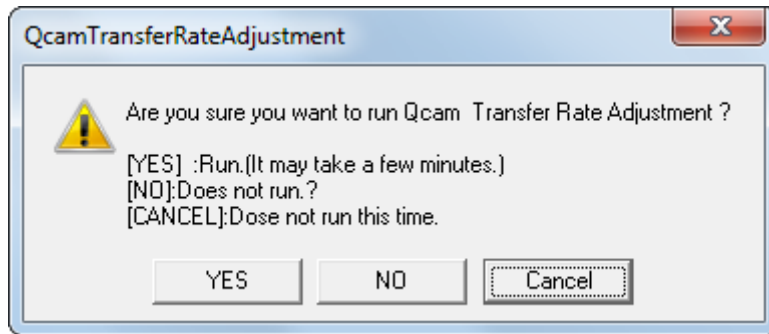 QcamTransferRateAdjustment
Are you sure you want to run Qcam  Transfer Rate Adjustment ?
[YES]  :Run.(It may take a few minutes.)
[NO]:Does not run.?
[CANCEL]:Dose not run this time.
YES NO Cancel